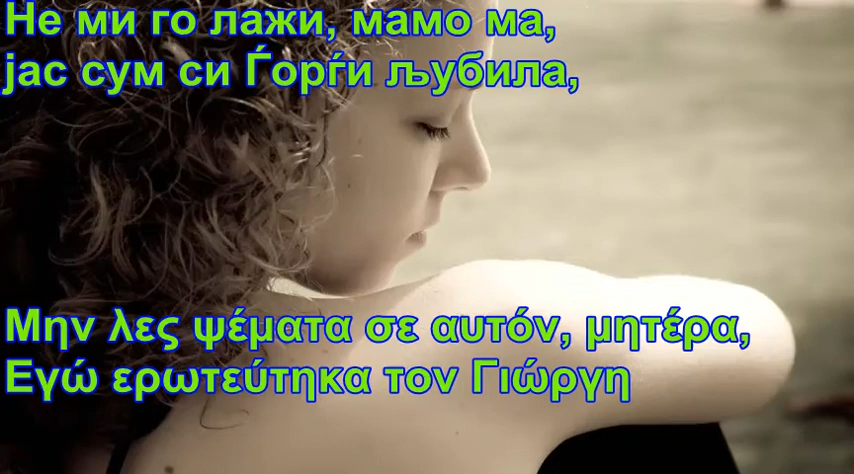 Не ми го лажи, мамо ма,
јас сум си Ѓорѓи љубила,
Μην λες ψέματα σε αυτόν, μητέρα,
Εγώ ερωτεύτηκα τον Γιώργη